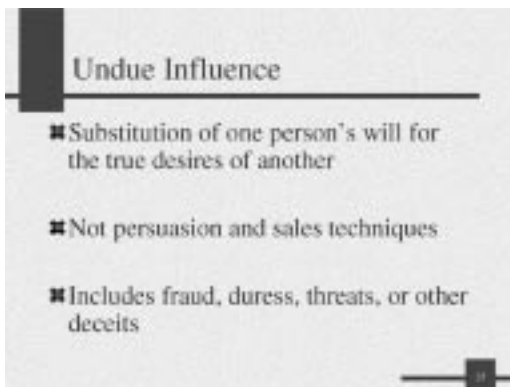 Undue Influence
Substitution of one person's will for
the true desires of another
Not persuasion and sales techniques
Includes fraud, duress, threats, or other
deceits